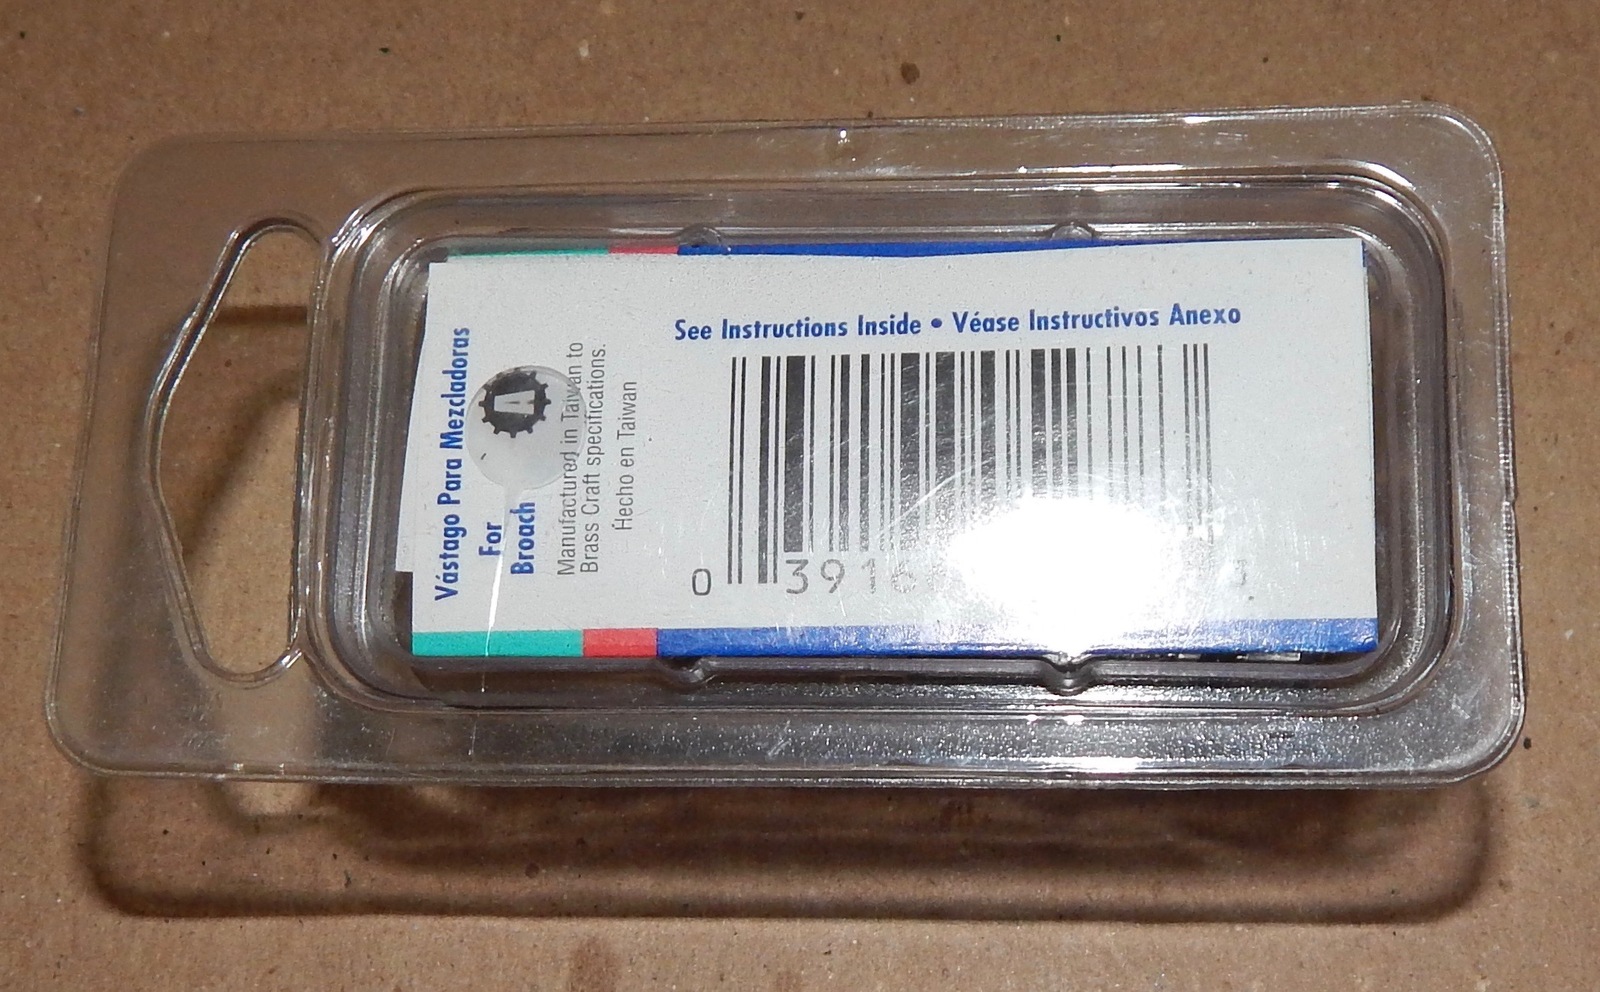 See Instructions Inside • Véase Instructivos Anexo
Vástago Para Mezcladoras
For
Broach
A
Manufactured in Taiwan to
Brass Craft specifications.
Hecho en Taiwan
0 39166